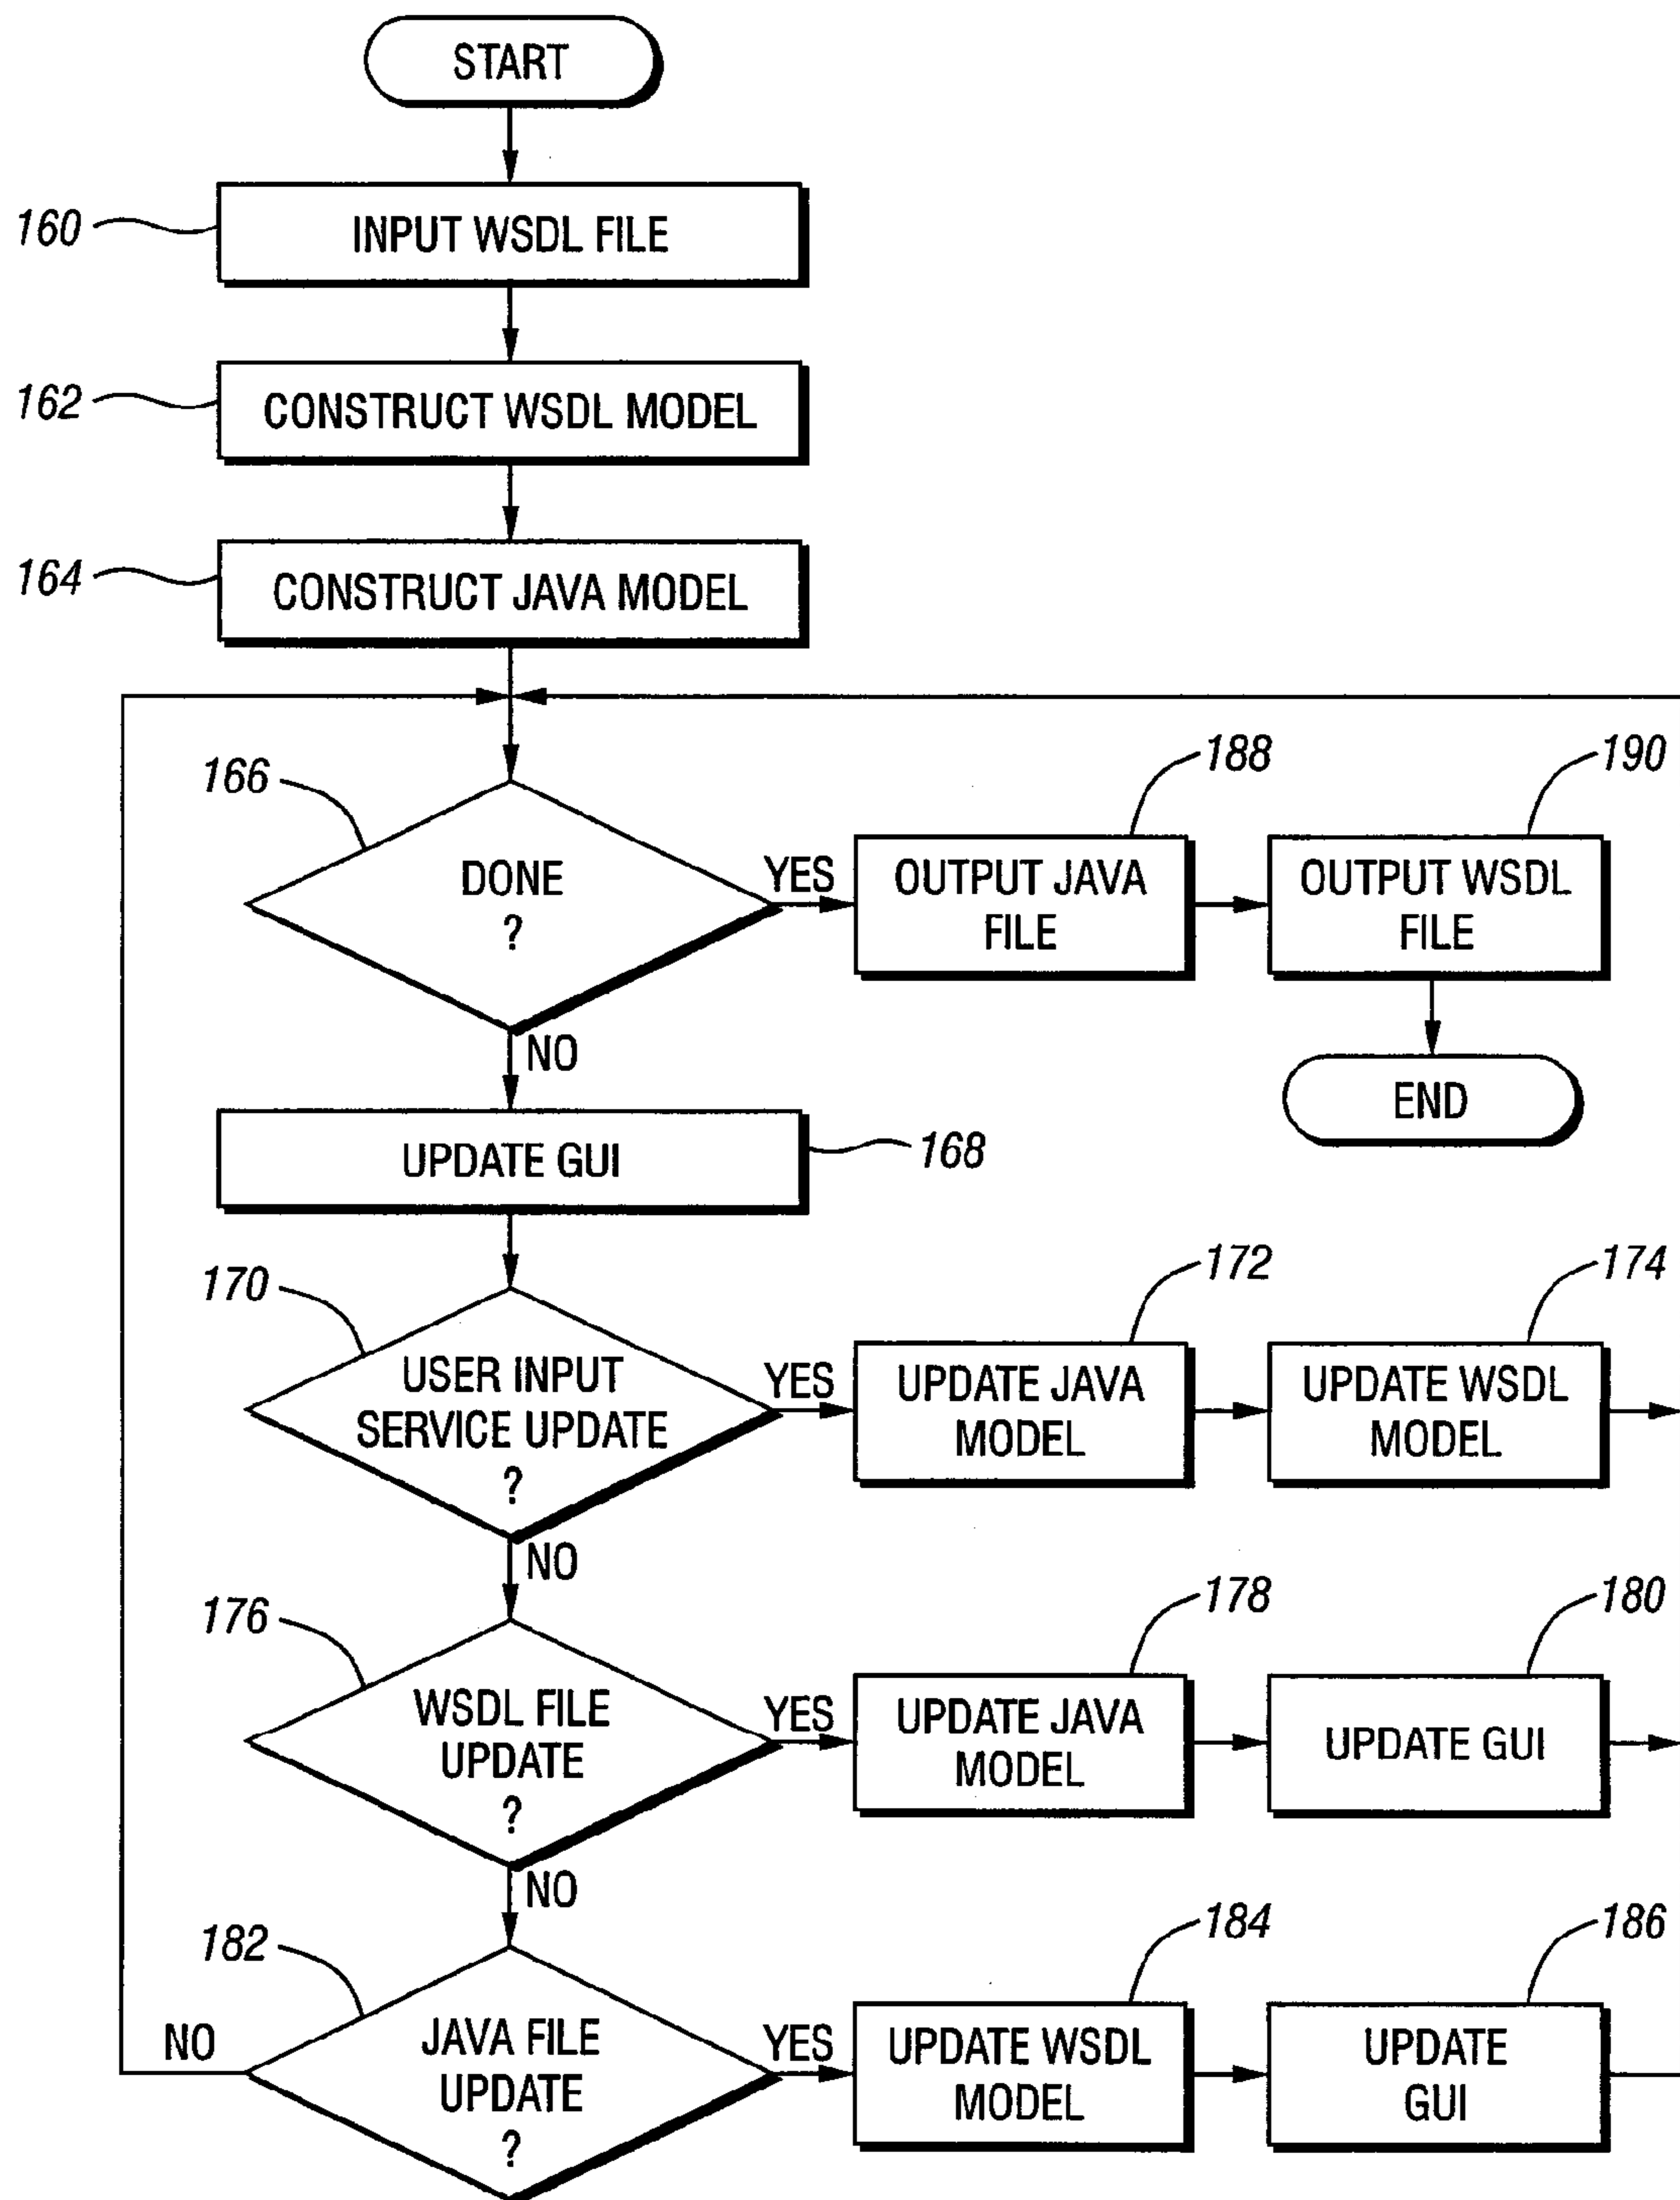 START
160
INPUT WSDL FILE
162
CONSTRUCT WSDL MODEL
164
CONSTRUCT JAVA MODEL
166
DONE
?
YES
NO
188
OUTPUT JAVA
FILE
190
OUTPUT WSDL
FILE
END
UPDATE GUI
168
170
USER INPUT
SERVICE UPDATE
?
YES
NO
172
UPDATE JAVA
MODEL
174
UPDATE WSDL
MODEL
176
WSDL FILE
UPDATE
?
YES
NO
178
UPDATE JAVA
MODEL
180
UPDATE GUI
182
JAVA FILE
UPDATE
?
NO
YES
184
UPDATE WSDL
MODEL
186
UPDATE
GUI